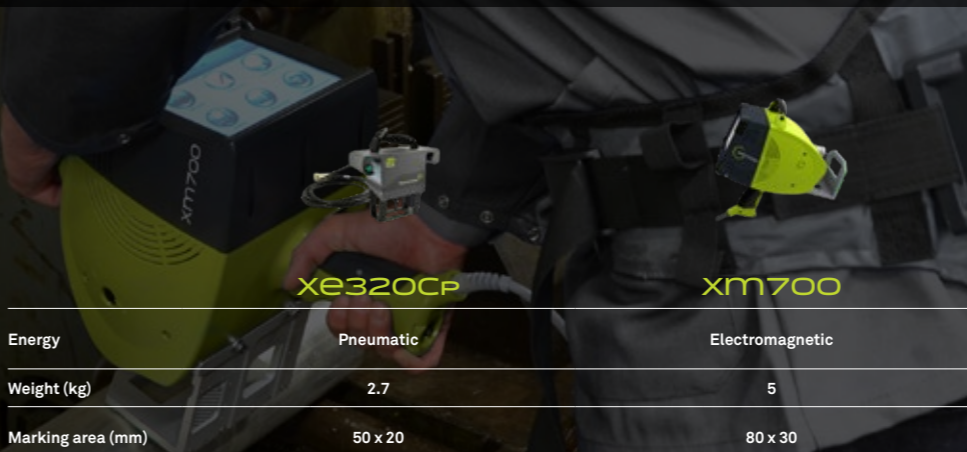 XM700
XE320CP XM700
Energy Pneumatic Electromagnetic
Weight (kg) 2.7 5
Marking area (mm) 50 x 20 80 x 30